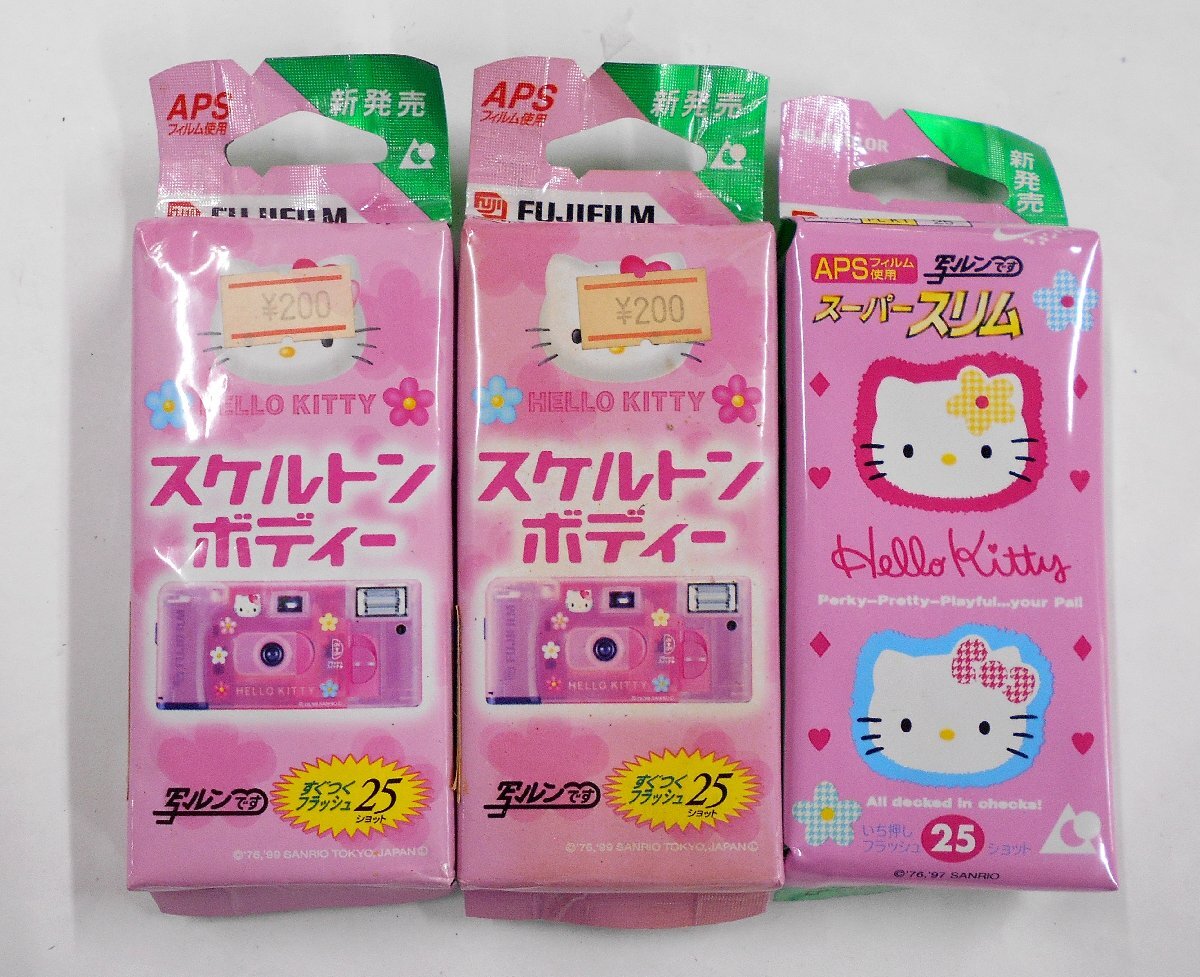 APS
フィルム使用
新発売
FUJI
FUJIFILM
¥200
HELLO KITTY
スケルトン
ボディー
HELLO KITTY
写ルンです
すぐつく
フラッシュ
25
ショット
©'76,'99 SANRIO TOKYO,JAPAN Ⓛ
APS
フィルム使用
新発売
FUJI
FUJIFILM
¥200
HELLO KITTY
スケルトン
ボディー
HELLO KITTY
写ルンです
すぐつく
フラッシュ
25
ショット
©'76,'99 SANRIO TOKYO,JAPAN Ⓛ
新発売
APSフィルム使用
写ルンです
スーパースリム
Hello Kitty
Perky-Pretty-Playful...your Pal!
All decked in checks!
いち押し
フラッシュ
25
ショット
©'76,'97 SANRIO